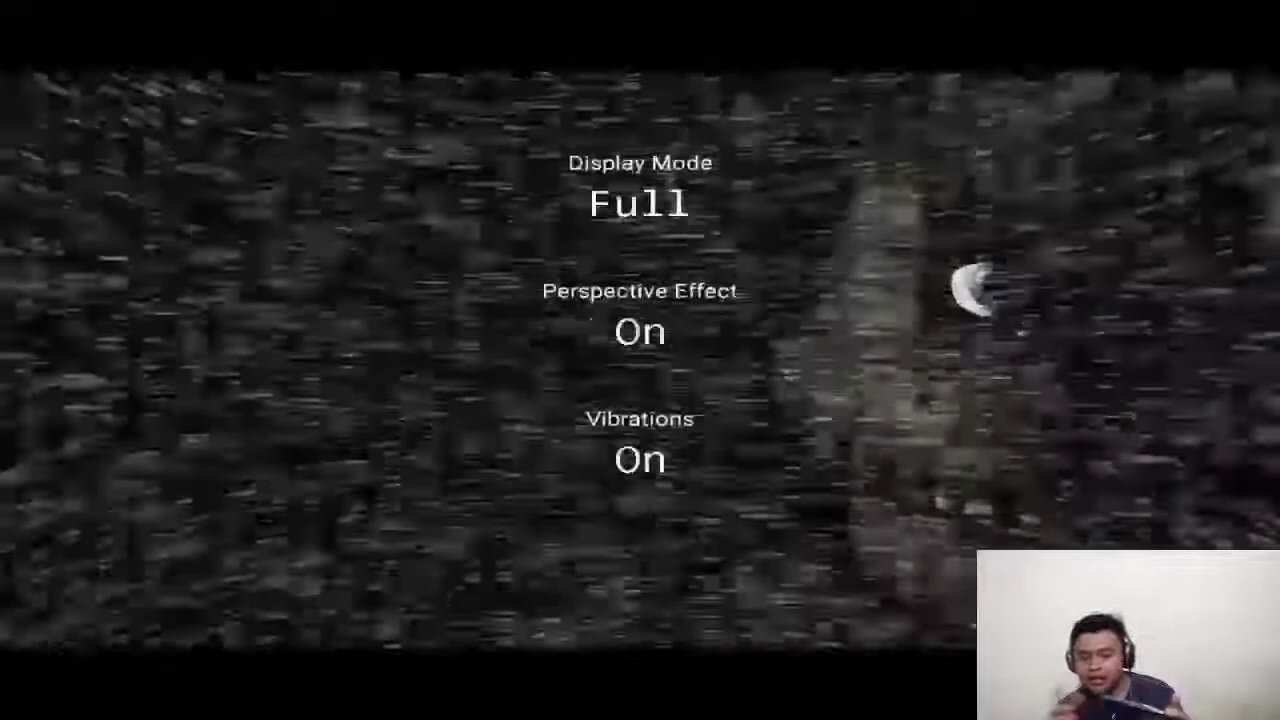 Display Mode
Full
Perspective Effect
On
Vibrations
On